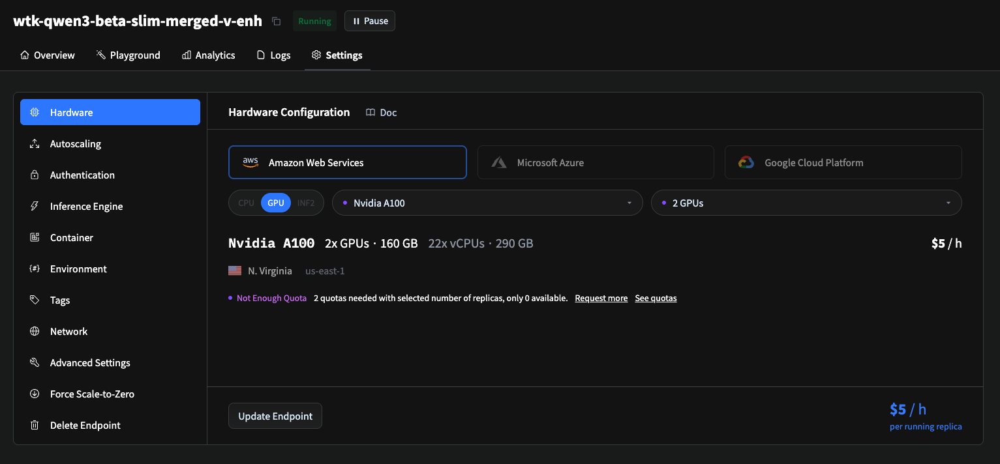 wtk-qwen3-beta-slim-merged-v-enh Running Pause
Overview Playground Analytics Logs Settings
Hardware
Autoscaling
Authentication
Inference Engine
Container
Environment
Tags
Network
Advanced Settings
Force Scale-to-Zero
Delete Endpoint
Hardware Configuration Doc
aws Amazon Web Services Microsoft Azure Google Cloud Platform
CPU GPU INF2 Nvidia A100 2 GPUs
Nvidia A100 2x GPUs · 160 GB 22x vCPUs · 290 GB $5 / h
N. Virginia us-east-1
Not Enough Quota 2 quotas needed with selected number of replicas, only 0 available. Request more See quotas
Update Endpoint
$5 / h
per running replica